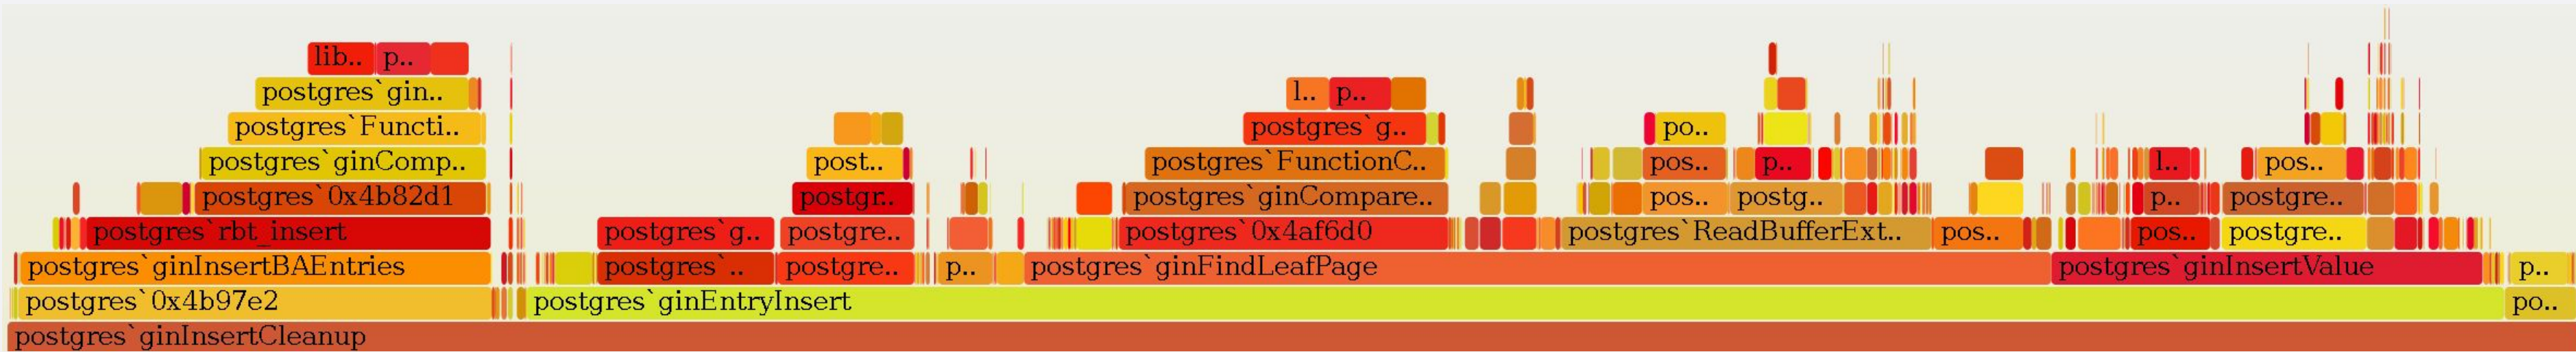 lib.. p..
postgres`gin.. l.. p..
postgres`Functi.. postgres`g.. po..
postgres`ginComp.. post.. postgres`FunctionC.. pos.. p.. l.. pos..
postgres`0x4b82d1 postgr.. postgres`ginCompare.. pos.. postg.. p.. postgre..
postgres`rbt_insert postgres`g.. postgre.. postgres`0x4af6d0 postgres`ReadBufferExt.. pos.. pos.. postgre..
postgres`ginInsertBAEntries postgres`.. postgre.. p.. postgres`ginFindLeafPage postgres`ginInsertValue p..
postgres`0x4b97e2 postgres`ginEntryInsert po..
postgres`ginInsertCleanup